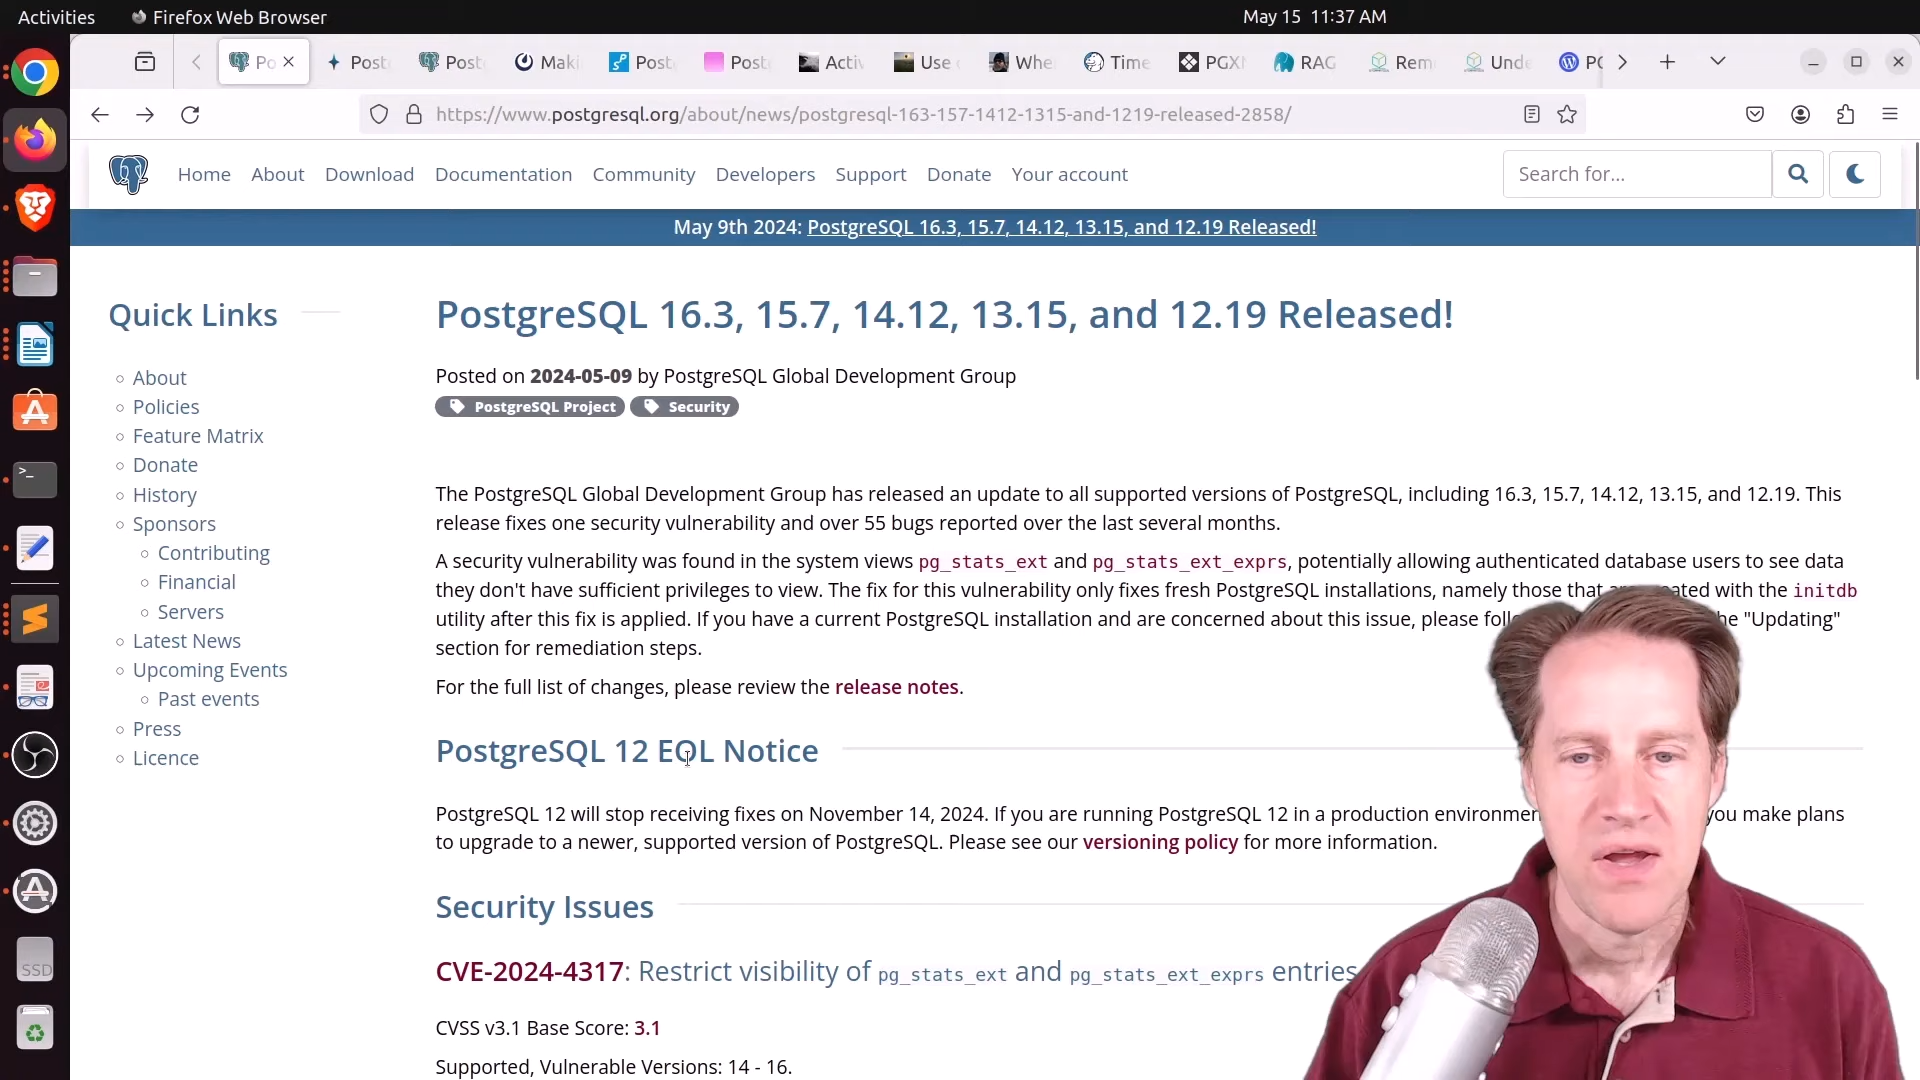 Activities
Firefox Web Browser
May 15 11:37 AM
Po
Post
Post
Maki
Post
Post
Activ
Use
Whe
Time
PGXN
RAG
Rem
Unde
PG
https://www.postgresql.org/about/news/postgresql-163-157-1412-1315-and-1219-released-2858/
Home
About
Download
Documentation
Community
Developers
Support
Donate
Your account
Search for...
May 9th 2024: PostgreSQL 16.3, 15.7, 14.12, 13.15, and 12.19 Released!
Quick Links
About
Policies
Feature Matrix
Donate
History
Sponsors
Contributing
Financial
Servers
Latest News
Upcoming Events
Past events
Press
Licence
PostgreSQL 16.3, 15.7, 14.12, 13.15, and 12.19 Released!
Posted on 2024-05-09 by PostgreSQL Global Development Group
PostgreSQL Project
Security
The PostgreSQL Global Development Group has released an update to all supported versions of PostgreSQL, including 16.3, 15.7, 14.12, 13.15, and 12.19. This
release fixes one security vulnerability and over 55 bugs reported over the last several months.
A security vulnerability was found in the system views pg_stats_ext and pg_stats_ext_exprs, potentially allowing authenticated database users to see data
they don't have sufficient privileges to view. The fix for this vulnerability only fixes fresh PostgreSQL installations, namely those that with the initdb
utility after this fix is applied. If you have a current PostgreSQL installation and are concerned about this issue, please "Updating"
section for remediation steps.
For the full list of changes, please review the release notes.
PostgreSQL 12 EOL Notice
PostgreSQL 12 will stop receiving fixes on November 14, 2024. If you are running PostgreSQL 12 in a production you make plans
to upgrade to a newer, supported version of PostgreSQL. Please see our versioning policy for more information.
Security Issues
CVE-2024-4317: Restrict visibility of pg_stats_ext and pg_stats_ext_exprs entries
CVSS v3.1 Base Score: 3.1
Supported, Vulnerable Versions: 14 - 16.
SSD